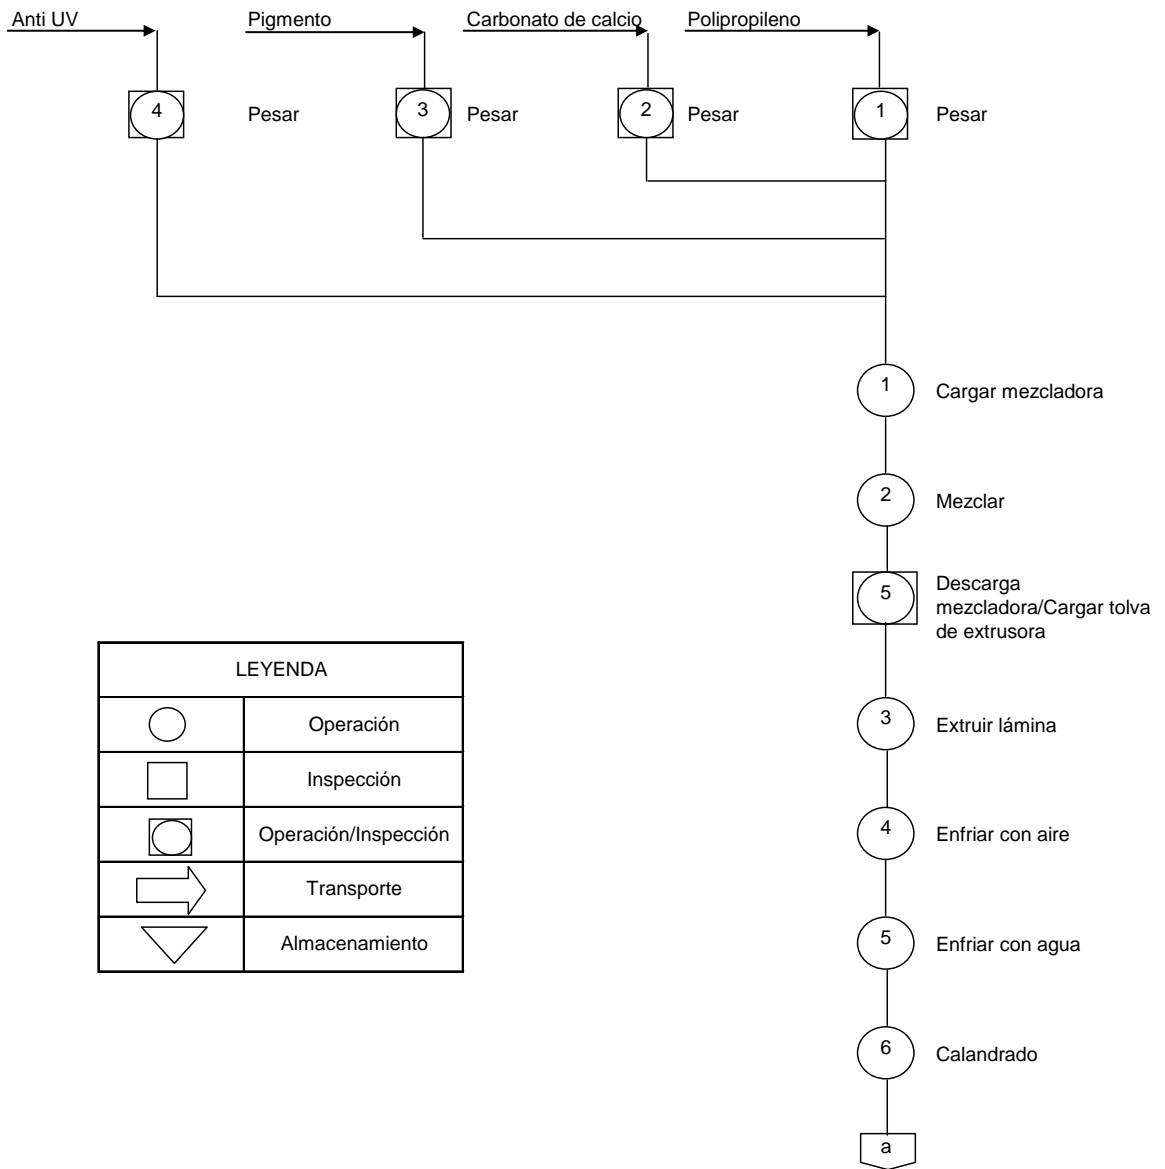 Anti UV
Pigmento
Carbonato de calcio
Polipropileno
4
Pesar
3
Pesar
2
Pesar
1
Pesar
1
Cargar mezcladora
2
Mezclar
5
Descarga
mezcladora/Cargar tolva
de extrusora
3
Extruir lámina
4
Enfriar con aire
5
Enfriar con agua
6
Calandrado
a
LEYENDA
Operación
Inspección
Operación/Inspección
Transporte
Almacenamiento